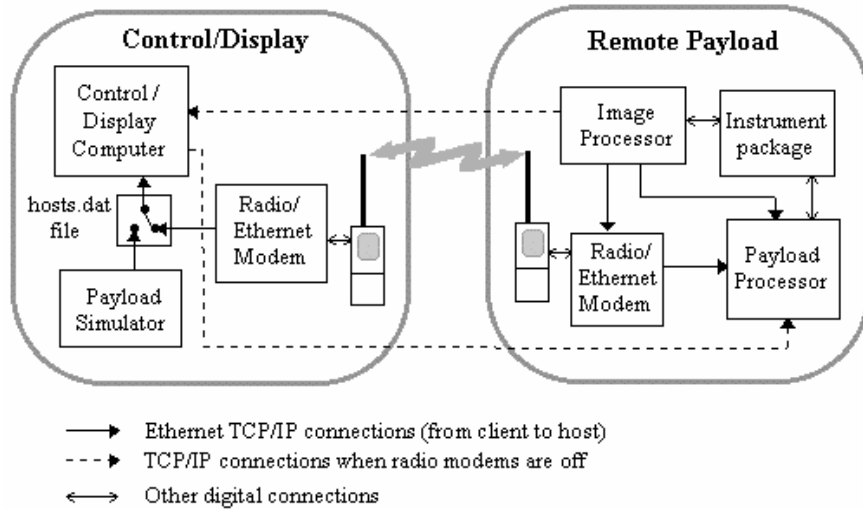 Control/Display
Remote Payload
Control /
Display
Computer
Image
Processor
Instrument
package
hosts.dat
file
Radio/
Ethernet
Modem
Radio/
Ethernet
Modem
Payload
Processor
Payload
Simulator
Ethernet TCP/IP connections (from client to host)
TCP/IP connections when radio modems are off
Other digital connections